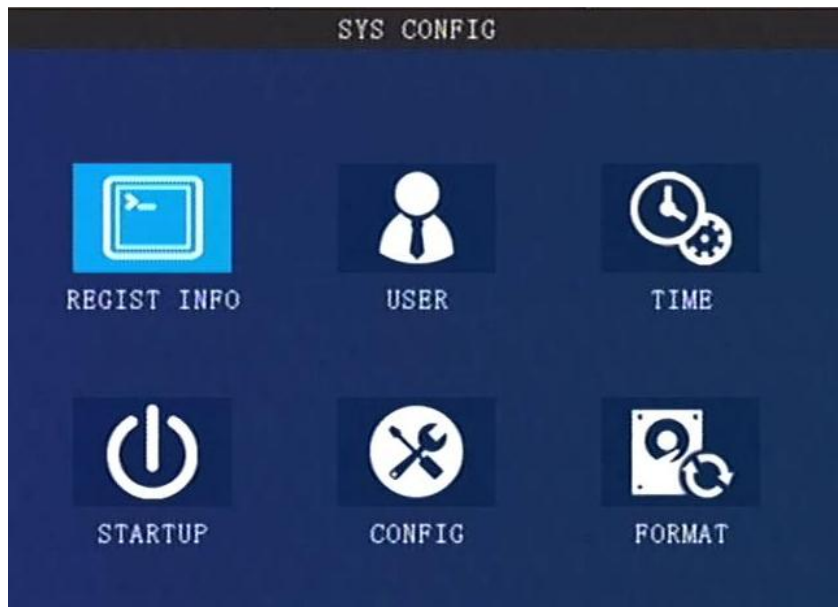 SYS CONFIG
REGIST INFO USER TIME
STARTUP CONFIG FORMAT